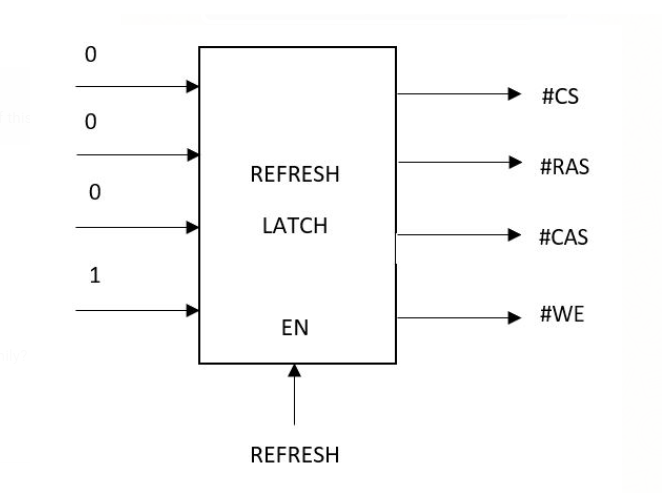 0
#CS
0
#RAS
REFRESH
0
LATCH
#CAS
1
#WE
EN
REFRESH